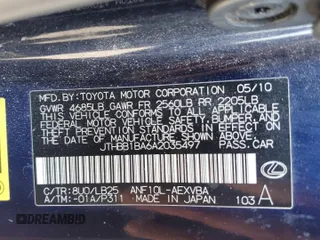 MFD. BY: TOYOTA MOTOR CORPORATION 05/10
GVWR 4685LB GAWR FR 2560LB RR 2205LB
THIS VEHICLE CONFORMS TO ALL APPLICABLE
FEDERAL MOTOR VEHICLE SAFETY, BUMPER, AND
THEFT PREVENTION STANDARDS IN EFFECT ON
THE DATE OF MANUFACTURE SHOWN ABOVE.
JTHBB1BA6A2035497 PASS.CAR
C/TR: 8U0/LB25 ANF10L-AEXVBA
A/TM: -01A/P311 MADE IN JAPAN 103 A
DREAMBID